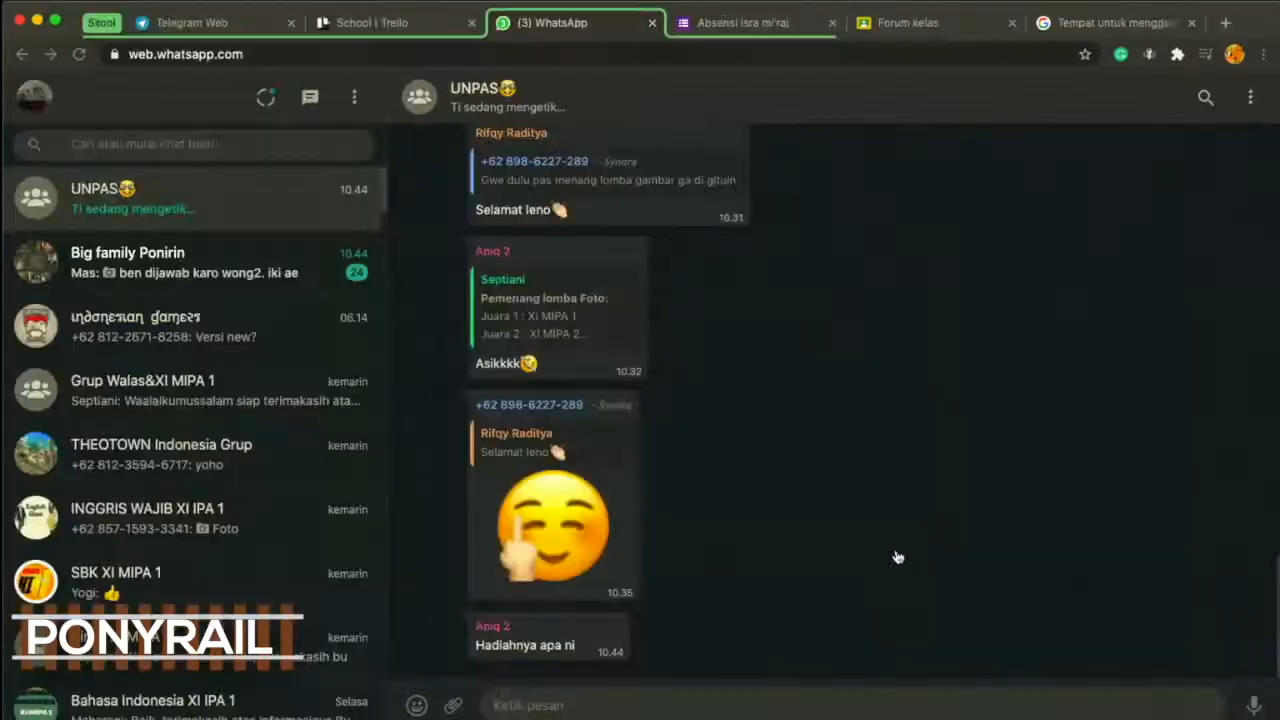 Skool
Telegram Web
School | Trello
(3) WhatsApp
Absensi Isra mi'raj
Forum kelas
Tempat untuk mengg
web.whatsapp.com
UNPAS🤓
Ti sedang mengetik...
Cari atau mulai chat baru
UNPAS🤓
10.44
Ti sedang mengetik...
Big family Ponirin
10.44
Mas: 📷 ben dijawab karo wong2. iki ae
24
06.14
+62 812-2671-8258: Versi new?
Grup Walas&XI MIPA 1
kemarin
Septiani: Waalaikumussalam siap terimakasih ata...
THEOTOWN Indonesia Grup
kemarin
+62 812-3594-6717: yoho
INGGRIS WAJIB XI IPA 1
kemarin
+62 857-1593-3341: 📷 Foto
SBK XI MIPA 1
kemarin
Yogi: 👍
PONYRAIL
kemarin
kasih bu
Bahasa Indonesia XI IPA 1
Selasa
Rifqy Raditya
+62 898-6227-289 ~Synara
Gwe dulu pas menang lomba gambar ga di gituin
Selamat leno👏🏻
10.31
Aniq 2
Septiani
Pemenang lomba Foto:
Juara 1 : XI MIPA 1
Juara 2 : XI MIPA 2...
Asikkkk🤣
10.32
+62 898-6227-289 ~Synara
Rifqy Raditya
Selamat leno👏🏻
10.35
Aniq 2
Hadiahnya apa ni
10.44
Ketik pesan